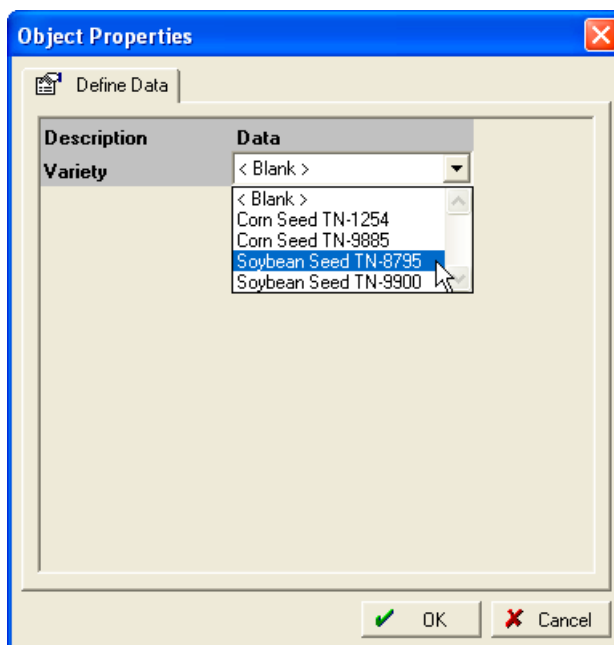 Object Properties
Define Data
Description Data
Variety < Blank >
< Blank >
Corn Seed TN-1254
Corn Seed TN-9885
Soybean Seed TN-8795
Soybean Seed TN-9900
OK Cancel